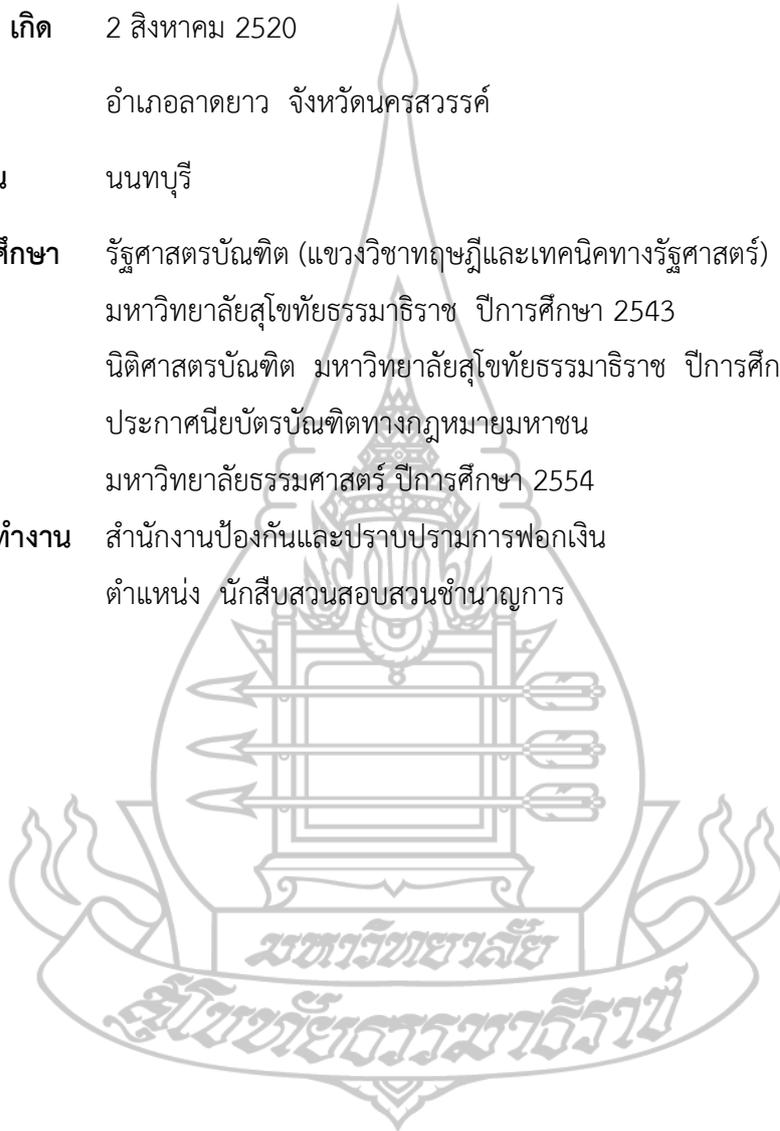 เกิด 2 สิงหาคม 2520
อำเภอลาดยาว จังหวัดนครสวรรค์
นนทบุรี
ศึกษา รัฐศาสตรบัณฑิต (แขวงวิชาทฤษฎีและเทคนิคทางรัฐศาสตร์)
มหาวิทยาลัยสุโขทัยธรรมาธิราช ปีการศึกษา 2543
นิติศาสตรบัณฑิต มหาวิทยาลัยสุโขทัยธรรมาธิราช
ประกาศนียบัตรบัณฑิตทางกฎหมายมหาชน
มหาวิทยาลัยธรรมศาสตร์ ปีการศึกษา 2554
ทำงาน สำนักงานป้องกันและปราบปรามการฟอกเงิน
ตำแหน่ง นักสืบสวนสอบสวนชำนาญการ
มหาวิทยาลัย
สุโขทัยธรรมาธิราช